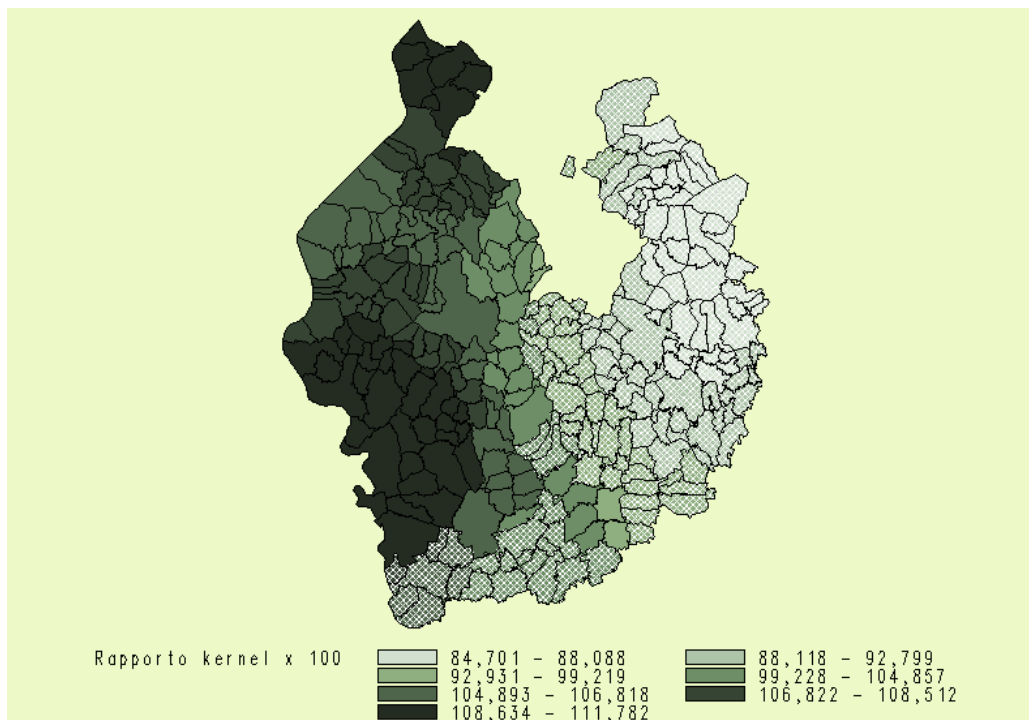 Rapporto kernel x 100
84,701 - 88,088
88,118 - 92,799
92,931 - 99,219
99,228 - 104,857
104,893 - 106,818
106,822 - 108,512
108,634 - 111,782